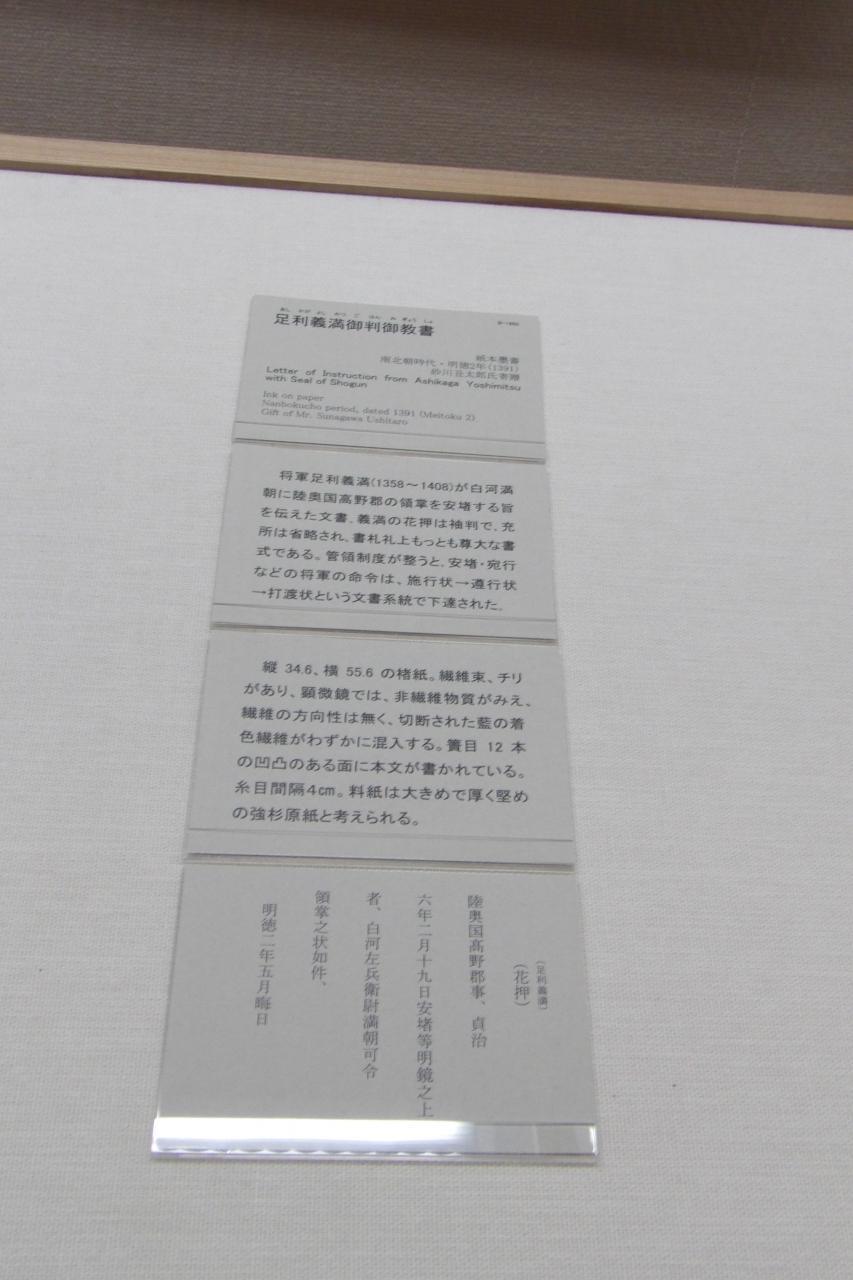 あしかがよしみつごはんみぎょうしょ
足利義満御判御教書
紙本墨書
南北朝時代・明徳2年(1391)
砂川丑太郎氏寄贈
Letter of Instruction from Ashikaga Yoshimitsu
with Seal of Shogun
Ink on paper
Nanbokucho period, dated 1391 (Meitoku 2)
Gift of Mr. Sunagawa Ushitaro
将軍足利義満(1358～1408)が白河満
朝に陸奥国高野郡の領掌を安堵する旨
を伝えた文書。義満の花押は袖判で、充
所は省略され、書札礼上もっとも尊大な書
式である。管領制度が整うと、安堵・宛行
などの将軍の命令は、施行状→遵行状
→打渡状という文書系統で下達された。
縦 34.6、横 55.6 の楮紙。繊維束、チリ
があり、顕微鏡では、非繊維物質がみえ、
繊維の方向性は無く、切断された藍の着
色繊維がわずかに混入する。簀目 12 本
の凹凸のある面に本文が書かれている。
糸目間隔4㎝。料紙は大きめで厚く堅め
の強杉原紙と考えられる。
(足利義満)
(花押)
陸奥国高野郡事、貞治
六年二月十九日安堵等明鏡之上
者、白河左兵衛尉満朝可令
領掌之状如件、
明徳二年五月晦日